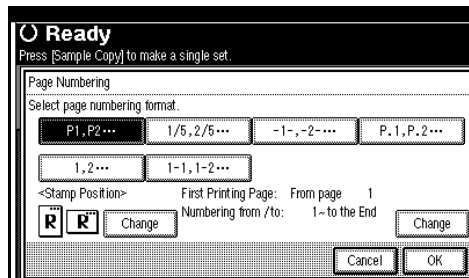 Ready
Press [Sample Copy] to make a single set.
Page Numbering
Select page numbering format.
P1,P2··· 1/5,2/5··· -1-,-2-··· P.1,P.2···
1,2··· 1-1,1-2···
<Stamp Position> First Printing Page: From page 1
R R Change Numbering from /to: 1~to the End Change
Cancel OK